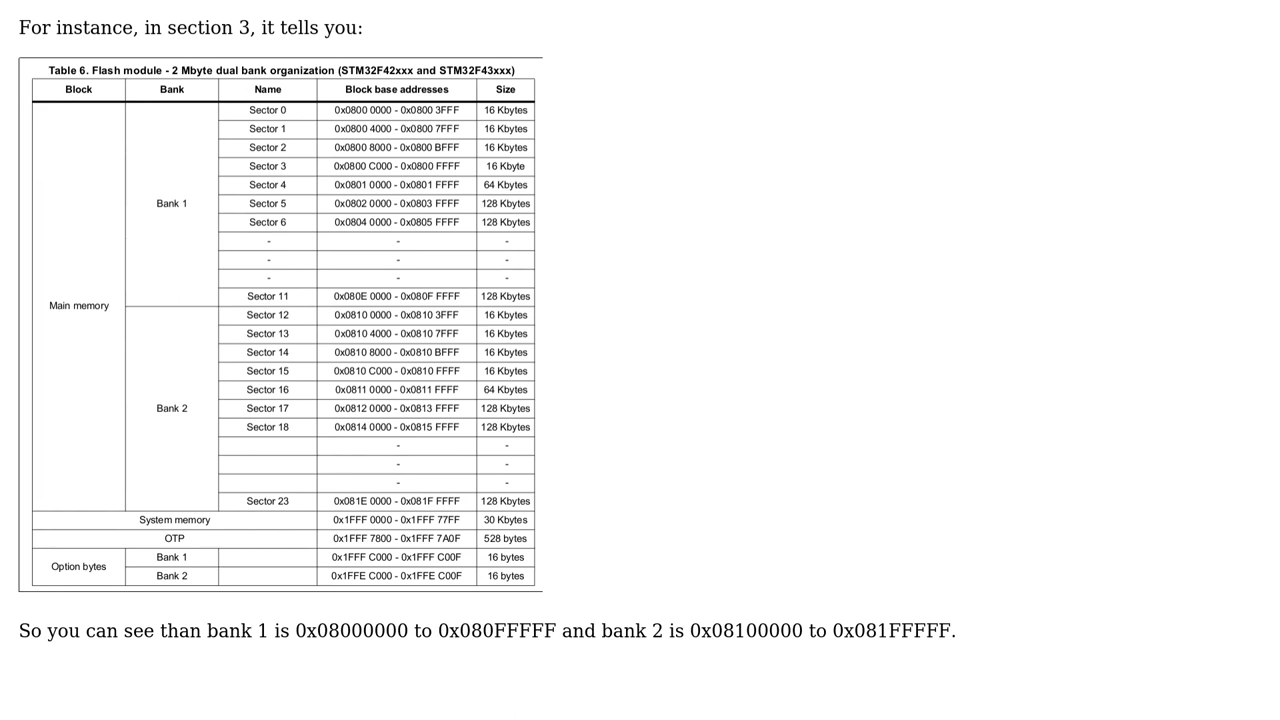 For instance, in section 3, it tells you:
Table 6. Flash module - 2 Mbyte dual bank organization (STM32F42xxx and STM32F43xxx)
Block Bank Name Block base addresses Size
Sector 0 0x0800 0000 - 0x0800 3FFF 16 Kbytes
Sector 1 0x0800 4000 - 0x0800 7FFF 16 Kbytes
Sector 2 0x0800 8000 - 0x0800 BFFF 16 Kbytes
Sector 3 0x0800 C000 - 0x0800 FFFF 16 Kbyte
Sector 4 0x0801 0000 - 0x0801 FFFF 64 Kbytes
Bank 1 Sector 5 0x0802 0000 - 0x0803 FFFF 128 Kbytes
Sector 6 0x0804 0000 - 0x0805 FFFF 128 Kbytes
- - -
- - -
- - -
Sector 11 0x080E 0000 - 0x080F FFFF 128 Kbytes
Main memory
Sector 12 0x0810 0000 - 0x0810 3FFF 16 Kbytes
Sector 13 0x0810 4000 - 0x0810 7FFF 16 Kbytes
Sector 14 0x0810 8000 - 0x0810 BFFF 16 Kbytes
Sector 15 0x0810 C000 - 0x0810 FFFF 16 Kbytes
Sector 16 0x0811 0000 - 0x0811 FFFF 64 Kbytes
Bank 2 Sector 17 0x0812 0000 - 0x0813 FFFF 128 Kbytes
Sector 18 0x0814 0000 - 0x0815 FFFF 128 Kbytes
- -
- -
- -
Sector 23 0x081E 0000 - 0x081F FFFF 128 Kbytes
System memory 0x1FFF 0000 - 0x1FFF 77FF 30 Kbytes
OTP 0x1FFF 7800 - 0x1FFF 7A0F 528 bytes
Bank 1 0x1FFF C000 - 0x1FFF C00F 16 bytes
Option bytes
Bank 2 0x1FFE C000 - 0x1FFE C00F 16 bytes
So you can see than bank 1 is 0x08000000 to 0x080FFFFF and bank 2 is 0x08100000 to 0x081FFFFF.